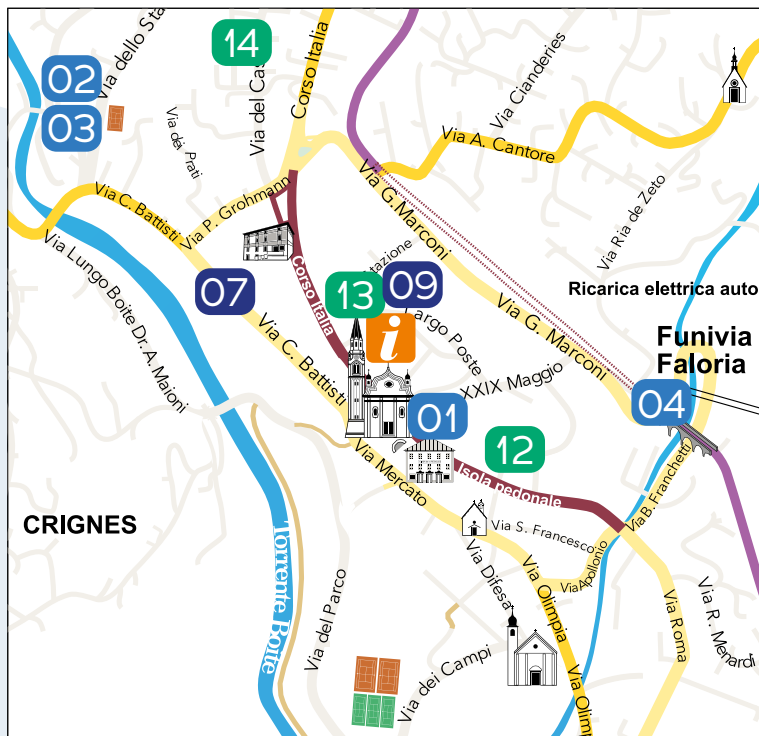 14
02
03
Via dello Sta
Via del Cas
Corso Italia
Via dei Prati
Via Cianderies
Via A. Cantore
Via C. Battisti
Via P. Grohmann
Via G.Marconi
Via Ria de Zeto
Via Lungo Boite Dr. A. Maioni
07
Corso Italia
13
09
i
Stazione
Largo Poste
Via G. Marconi
Ricarica elettrica auto
Funivia
Faloria
Via C. Battisti
XXIX Maggio
01
04
12
Isola pedonale
Via Mercato
Via B. Franchetti
CRIGNES
Via S. Francesco
Via Apollonio
Via Difesa
Via Olimpia
Torrente Boite
Via del Parco
Via dei Campi
Via Roma
Via R. Menardi
Via Olim